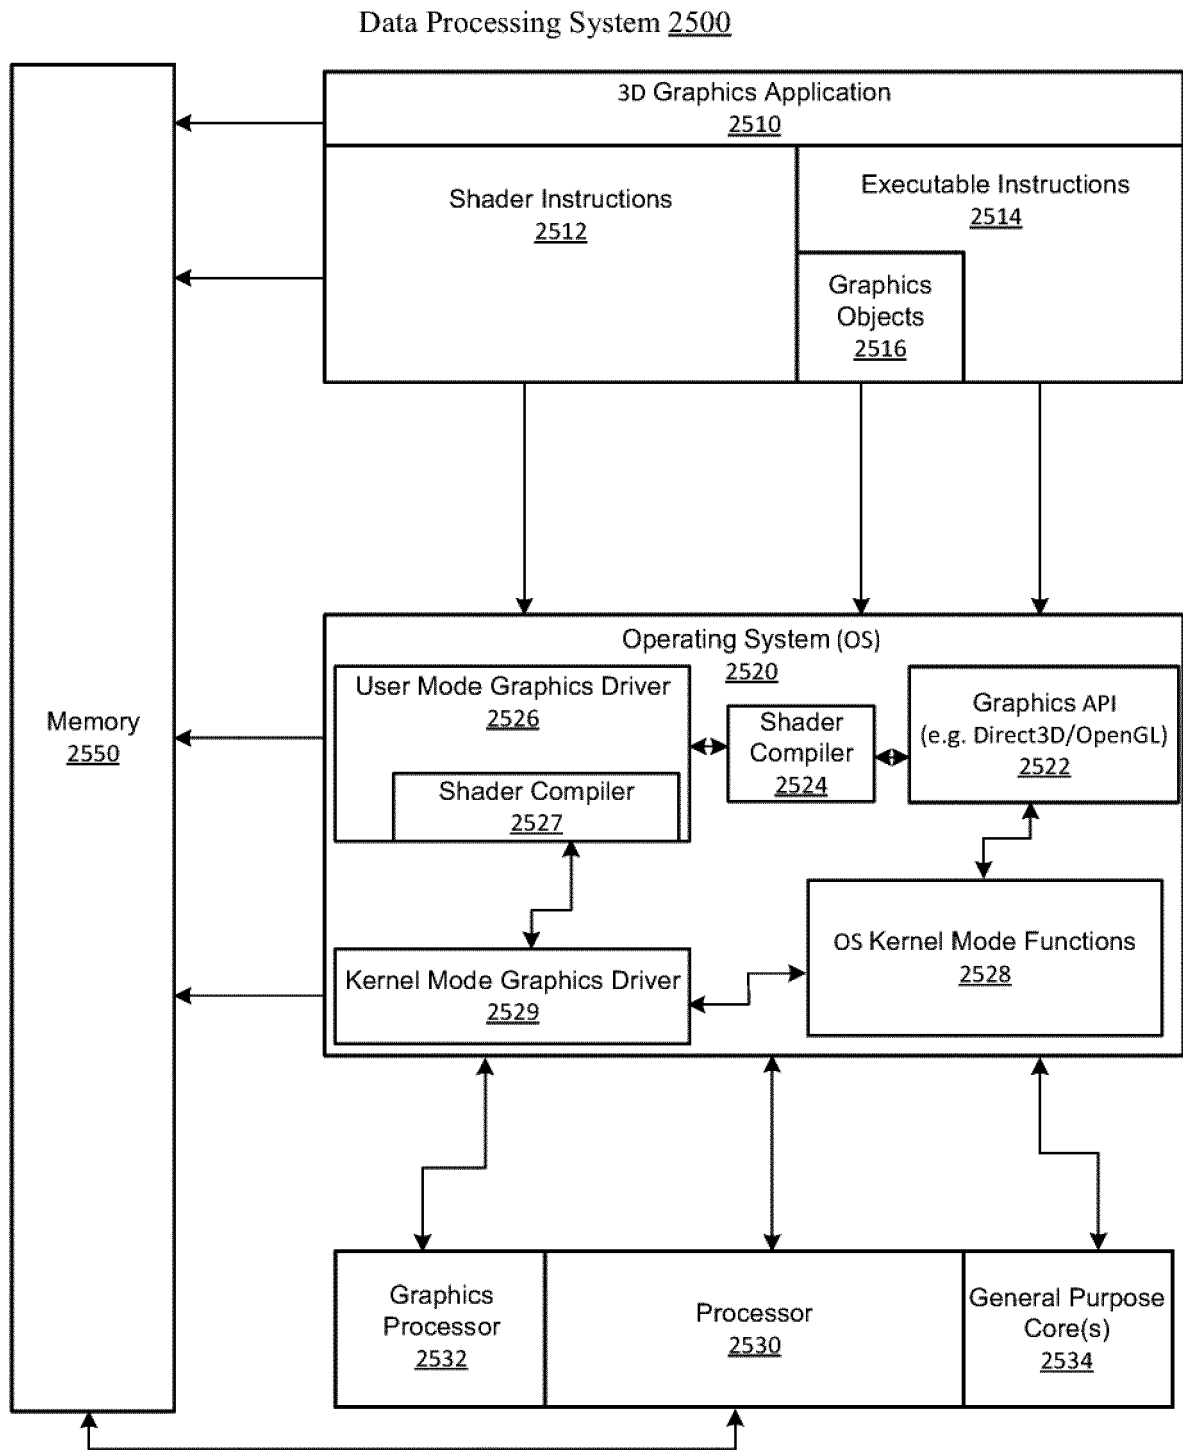 Data Processing System 2500
3D Graphics Application
2510
Shader Instructions
2512
Executable Instructions
2514
Graphics
Objects
2516
Memory
2550
Operating System (OS)
2520
User Mode Graphics Driver
2526
Shader Compiler
2527
Shader
Compiler
2524
Graphics API
(e.g. Direct3D/OpenGL)
2522
Kernel Mode Graphics Driver
2529
OS Kernel Mode Functions
2528
Graphics
Processor
2532
Processor
2530
General Purpose
Core(s)
2534